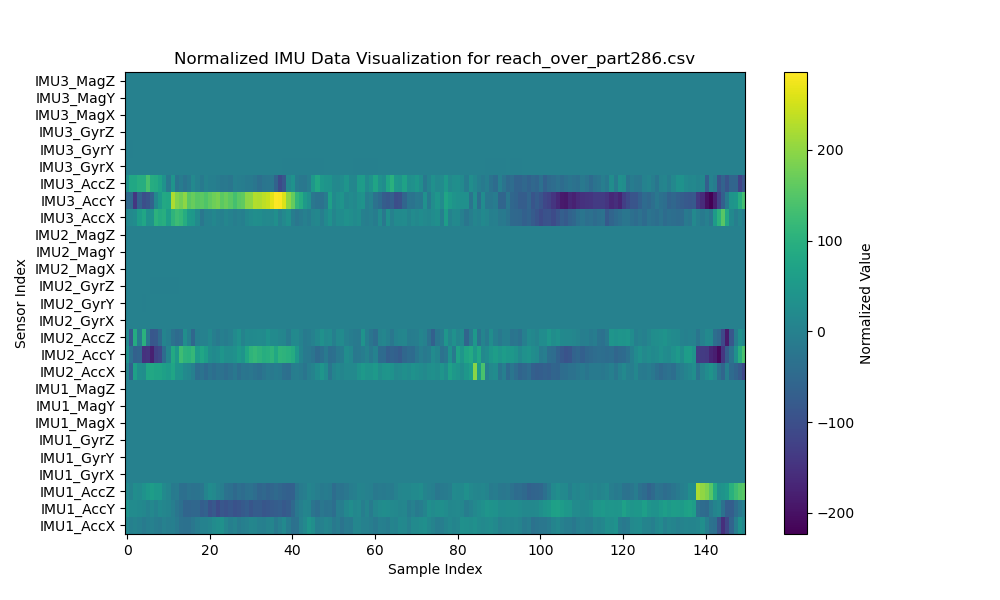 Normalized IMU Data Visualization for reach_over_part286.csv
IMU3_MagZ
IMU3_MagY
IMU3_MagX
IMU3_GyrZ
IMU3_GyrY
IMU3_GyrX
IMU3_AccZ
IMU3_AccY
IMU3_AccX
IMU2_MagZ
IMU2_MagY
IMU2_MagX
IMU2_GyrZ
IMU2_GyrY
IMU2_GyrX
IMU2_AccZ
IMU2_AccY
IMU2_AccX
IMU1_MagZ
IMU1_MagY
IMU1_MagX
IMU1_GyrZ
IMU1_GyrY
IMU1_GyrX
IMU1_AccZ
IMU1_AccY
IMU1_AccX
Sensor Index
0 20 40 60 80 100 120 140
Sample Index
200
100
0
−100
−200
Normalized Value